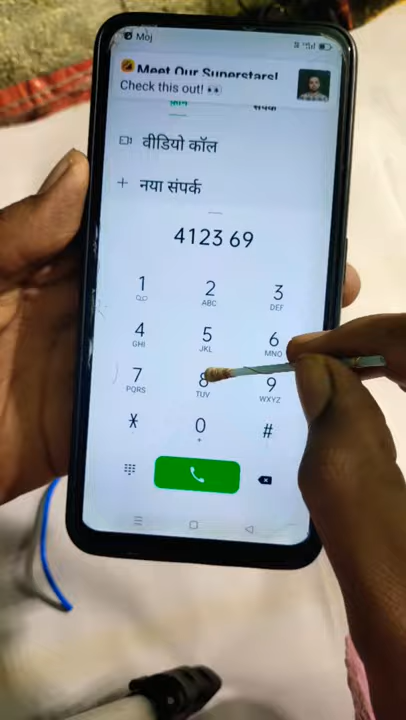 Moj
Meet Our Superstars!
Check this out! 👀
संपर्क
वीडियो कॉल
+ नया संपर्क
4123 69
1 2 3
ABC DEF
4 5 6
GHI JKL MNO
7 8 9
PQRS TUV WXYZ
* 0 #
+